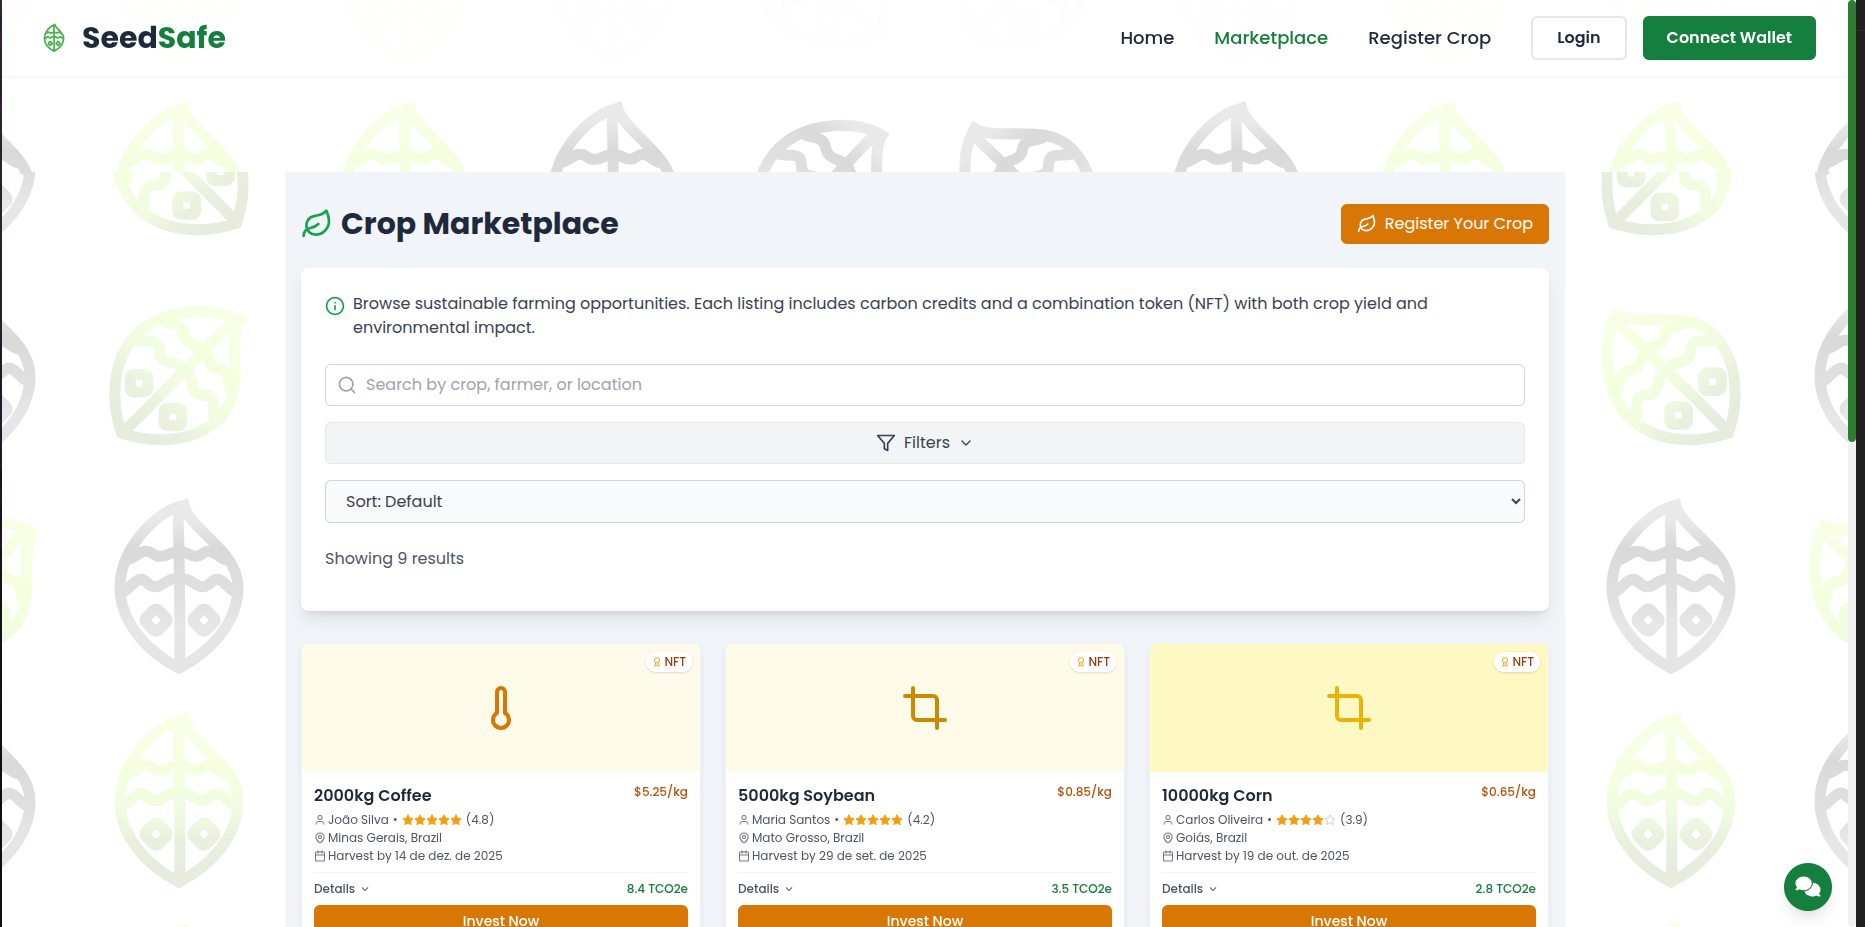 SeedSafe
Home
Marketplace
Register Crop
Login
Connect Wallet
Crop Marketplace
Register Your Crop
Browse sustainable farming opportunities. Each listing includes carbon credits and a combination token (NFT) with both crop yield and
environmental impact.
Search by crop, farmer, or location
Filters
Sort: Default
Showing 9 results
NFT
2000kg Coffee
$5.25/kg
João Silva • (4.8)
Minas Gerais, Brazil
Harvest by 14 de dez. de 2025
Details
8.4 TCO2e
Invest Now
NFT
5000kg Soybean
$0.85/kg
Maria Santos • (4.2)
Mato Grosso, Brazil
Harvest by 29 de set. de 2025
Details
3.5 TCO2e
Invest Now
NFT
10000kg Corn
$0.65/kg
Carlos Oliveira • (3.9)
Goiás, Brazil
Harvest by 19 de out. de 2025
Details
2.8 TCO2e
Invest Now